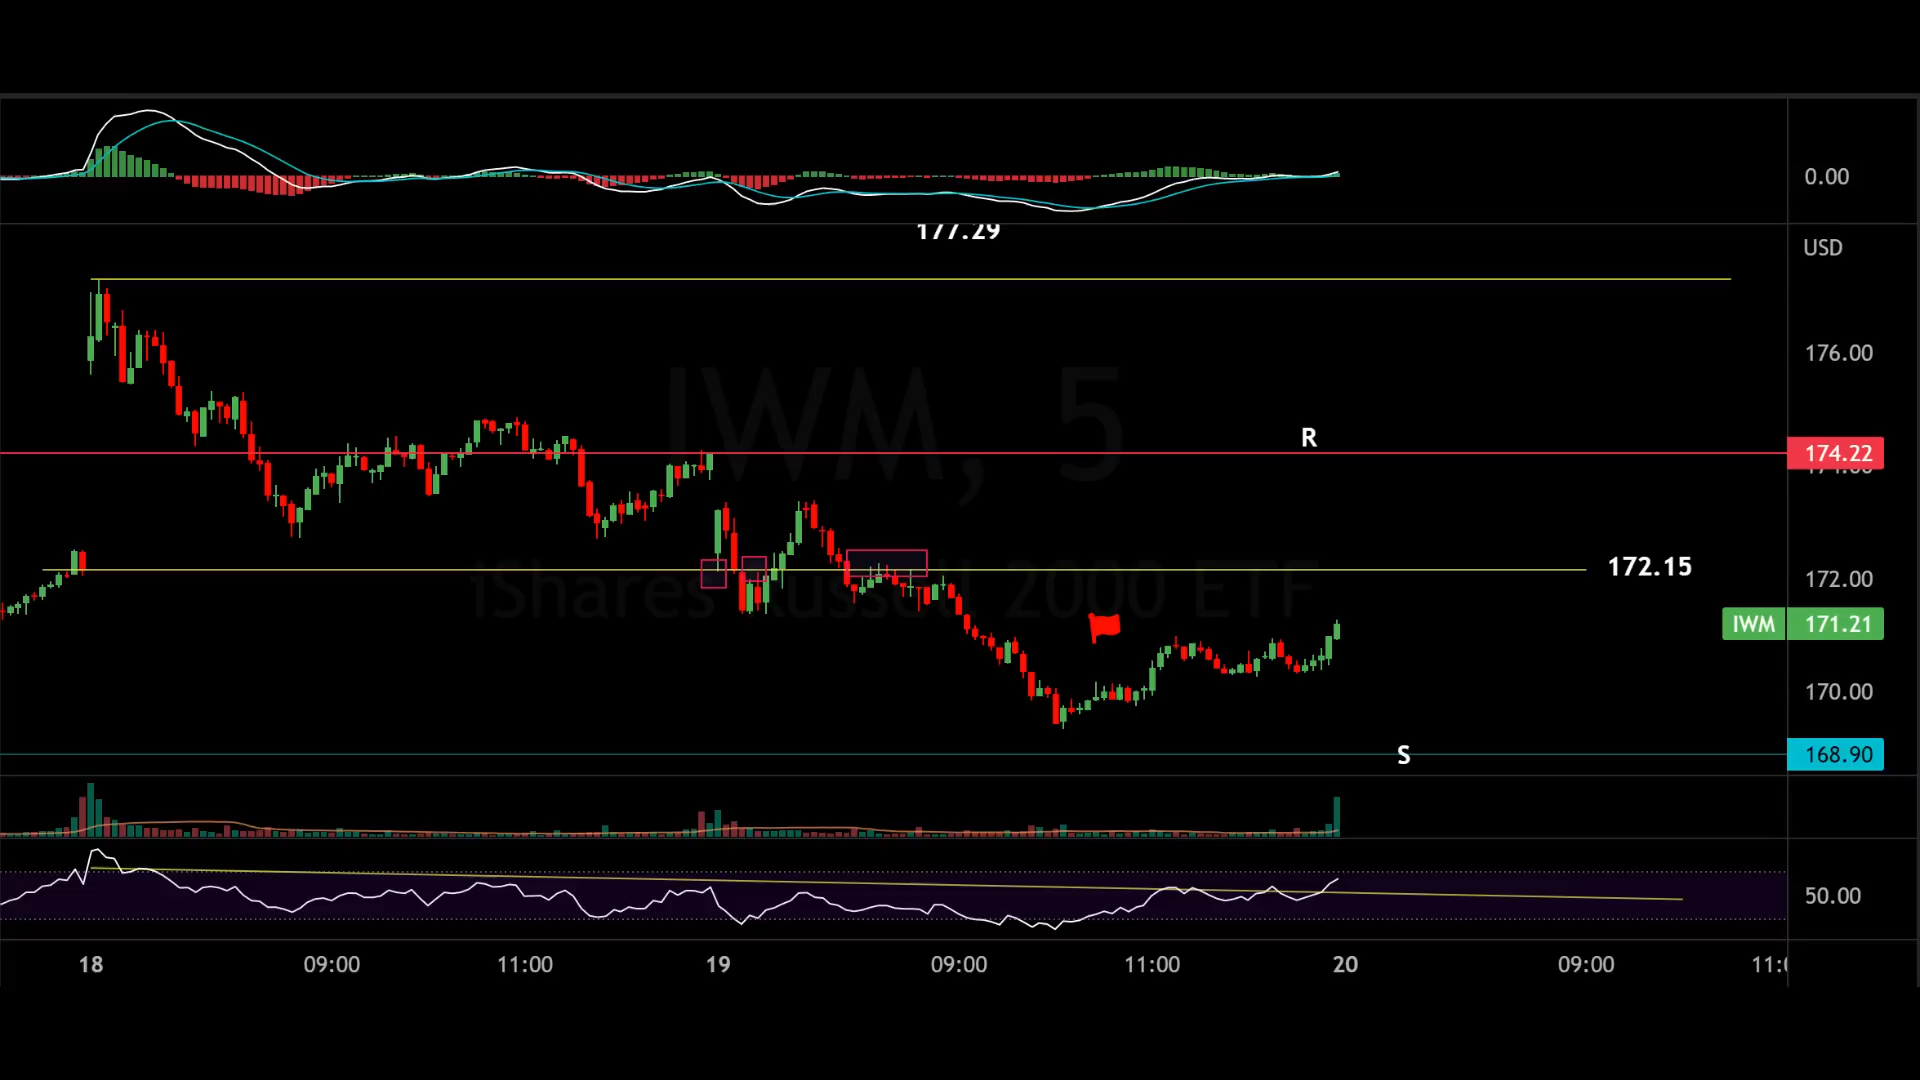 0.00
177.29
USD
176.00
IWM, 5
R
174.22
172.15
172.00
iShares Russell 2000 ETF
IWM 171.21
170.00
S
168.90
50.00
18 09:00 11:00 19 09:00 11:00 20 09:00